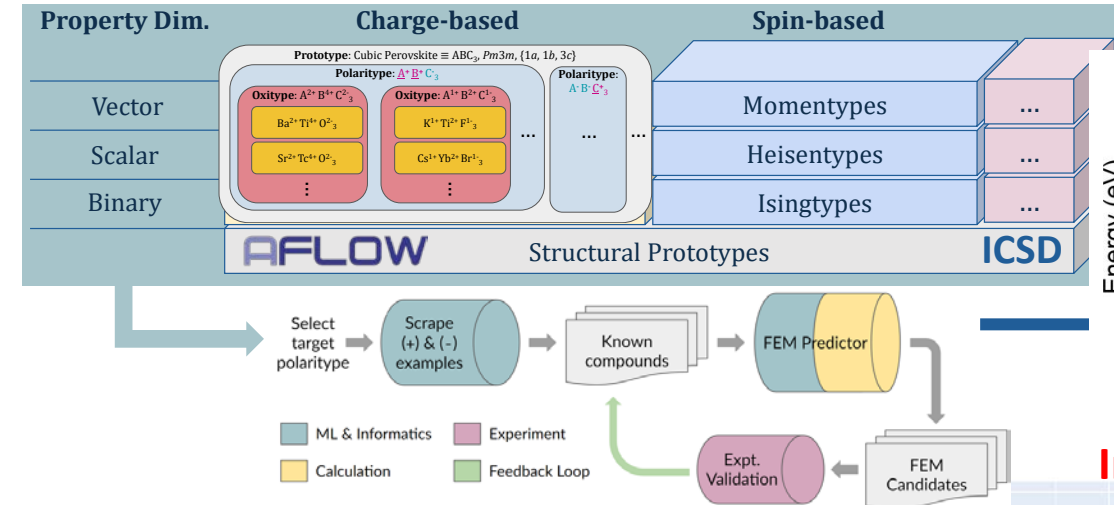 Property Dim.
Charge-based
Spin-based
Prototype: Cubic Perovskite ≡ ABC₃, Pm3m, {1a, 1b, 3c}
Polaritype: A⁺ B⁺ C⁻₃
Polaritype:
A⁻ B⁻ C⁺₃
Oxitype: A²⁺ B⁴⁺ C²⁻₃
Oxitype: A¹⁺ B²⁺ C¹⁻₃
Ba²⁺ Ti⁴⁺ O²⁻₃
K¹⁺ Ti²⁺ F¹⁻₃
Sr²⁺ Tc⁴⁺ O²⁻₃
Cs¹⁺ Yb²⁺ Br¹⁻₃
⋮
⋮
...
...
...
Vector
Momentypes
...
Scalar
Heisentypes
...
Binary
Isingtypes
...
AFLOW
Structural Prototypes
ICSD
Energy (eV)
Select
target
polaritype
Scrape
(+) & (-)
examples
Known
compounds
FEM Predictor
ML & Informatics
Experiment
Calculation
Feedback Loop
Expt.
Validation
FEM
Candidates